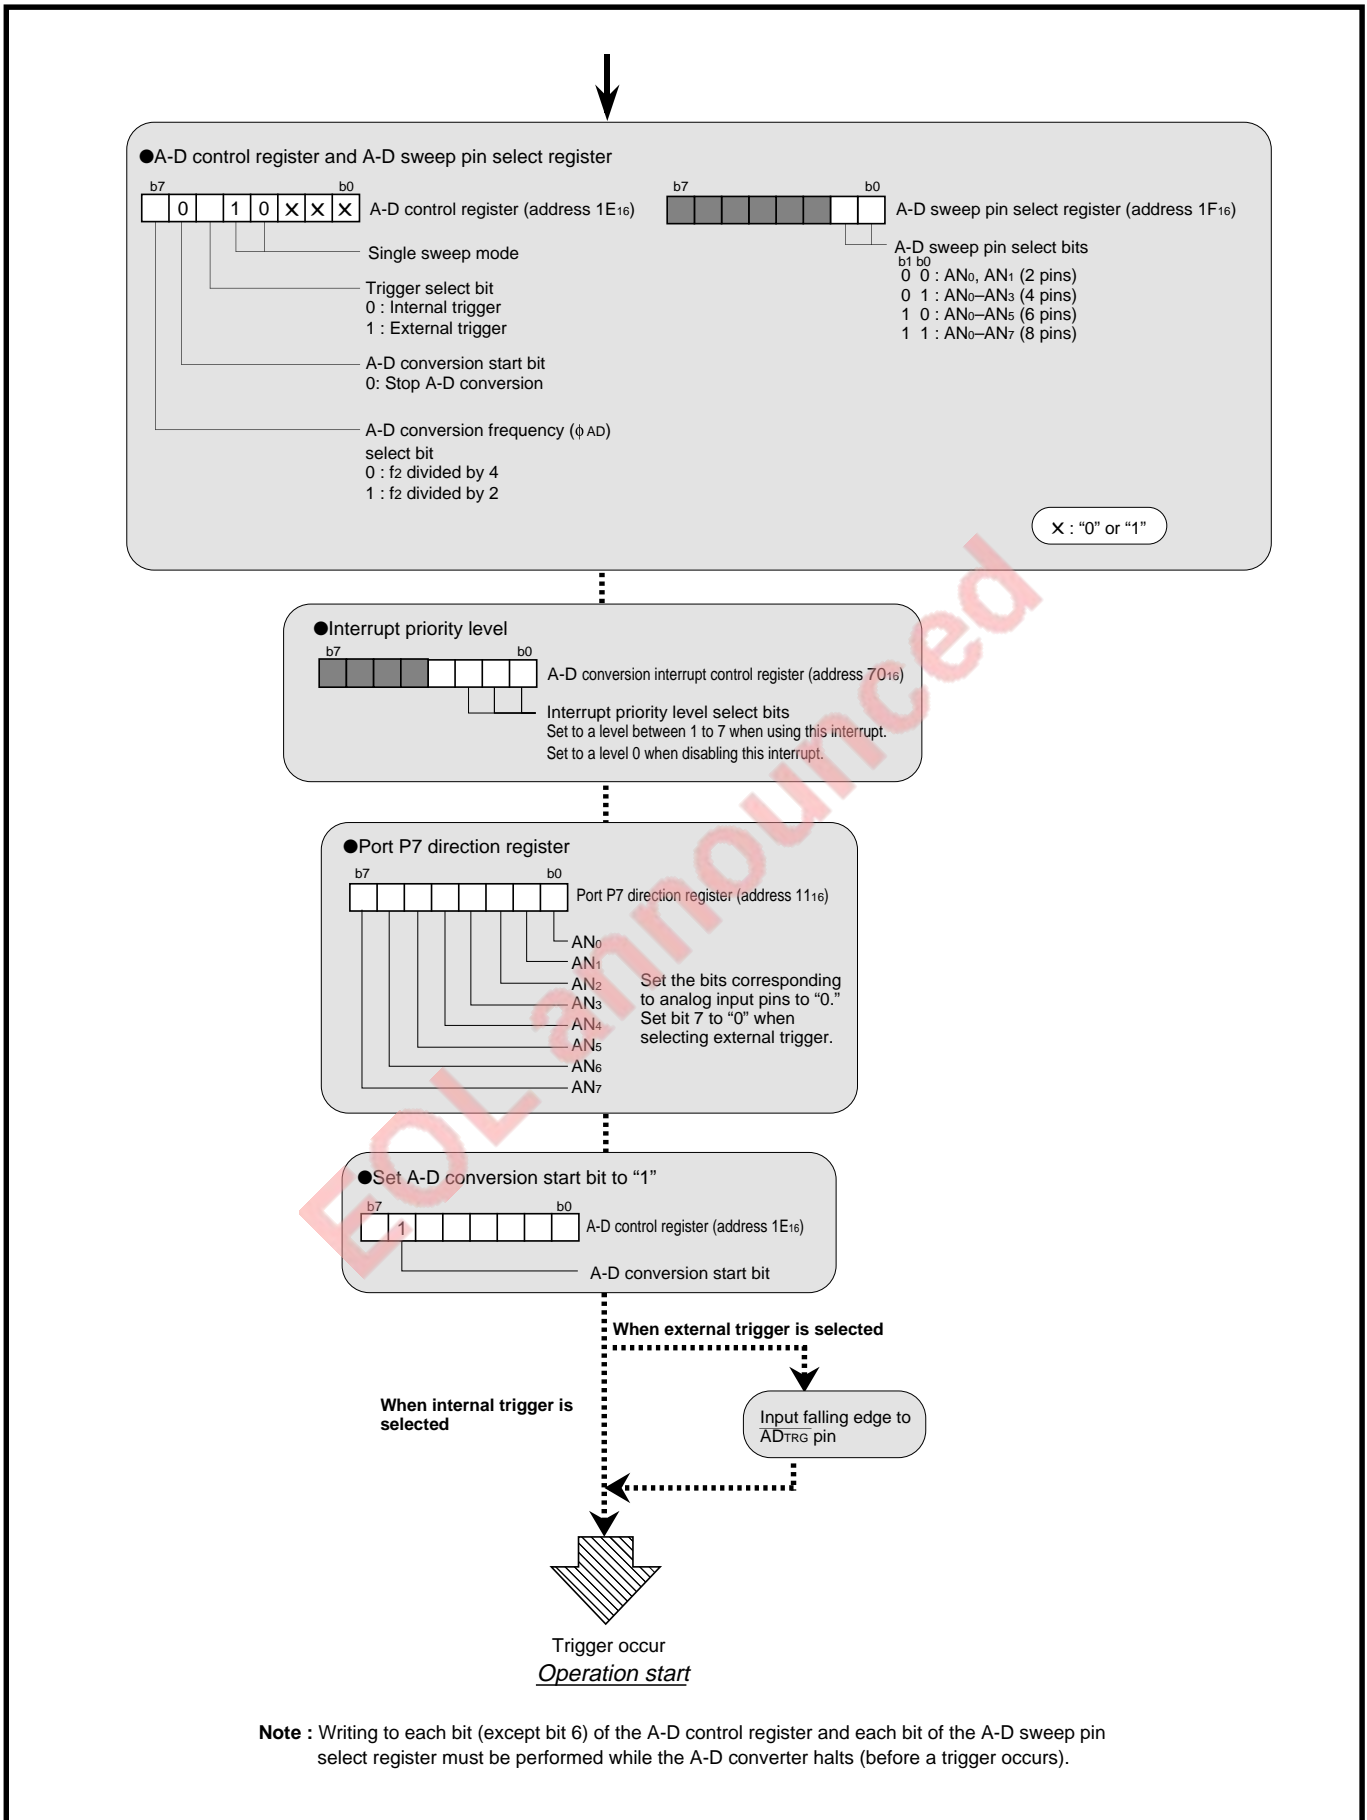 ●A-D control register and A-D sweep pin select register
b7 b0
0 1 0 ✕ ✕ ✕ A-D control register (address 1E16)
Single sweep mode
Trigger select bit
0 : Internal trigger
1 : External trigger
A-D conversion start bit
0: Stop A-D conversion
A-D conversion frequency (ϕAD)
select bit
0 : f2 divided by 4
1 : f2 divided by 2
b7 b0
A-D sweep pin select register (address 1F16)
A-D sweep pin select bits
b1 b0
0 0 : AN0, AN1 (2 pins)
0 1 : AN0–AN3 (4 pins)
1 0 : AN0–AN5 (6 pins)
1 1 : AN0–AN7 (8 pins)
✕ : “0” or “1”
●Interrupt priority level
b7 b0
A-D conversion interrupt control register (address 7016)
Interrupt priority level select bits
Set to a level between 1 to 7 when using this interrupt.
Set to a level 0 when disabling this interrupt.
●Port P7 direction register
b7 b0
Port P7 direction register (address 1116)
AN0
AN1
AN2
AN3
AN4
AN5
AN6
AN7
Set the bits corresponding
to analog input pins to “0.”
Set bit 7 to “0” when
selecting external trigger.
●Set A-D conversion start bit to “1”
b7 b0
1 A-D control register (address 1E16)
A-D conversion start bit
When external trigger is selected
When internal trigger is
selected
Input falling edge to
ADTRG pin
Trigger occur
Operation start
Note : Writing to each bit (except bit 6) of the A-D control register and each bit of the A-D sweep pin
select register must be performed while the A-D converter halts (before a trigger occurs).
EOL announced